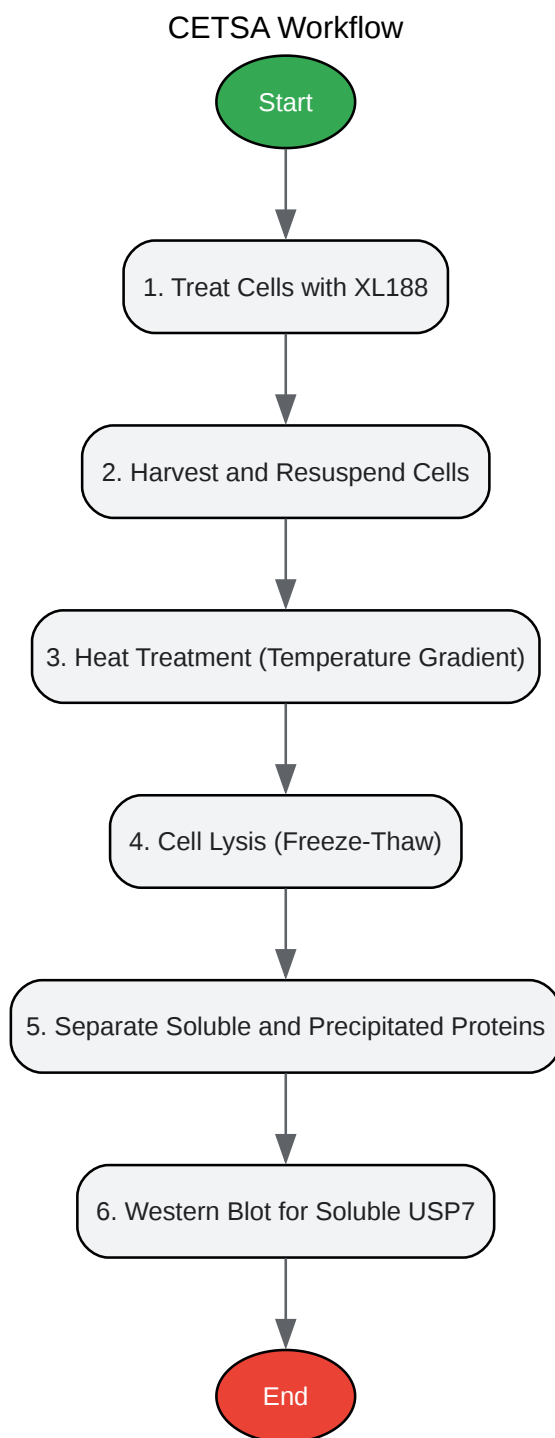 CETSA Workflow
Start
1. Treat Cells with XL188
2. Harvest and Resuspend Cells
3. Heat Treatment (Temperature Gradient)
4. Cell Lysis (Freeze-Thaw)
5. Separate Soluble and Precipitated Proteins
6. Western Blot for Soluble USP7
End